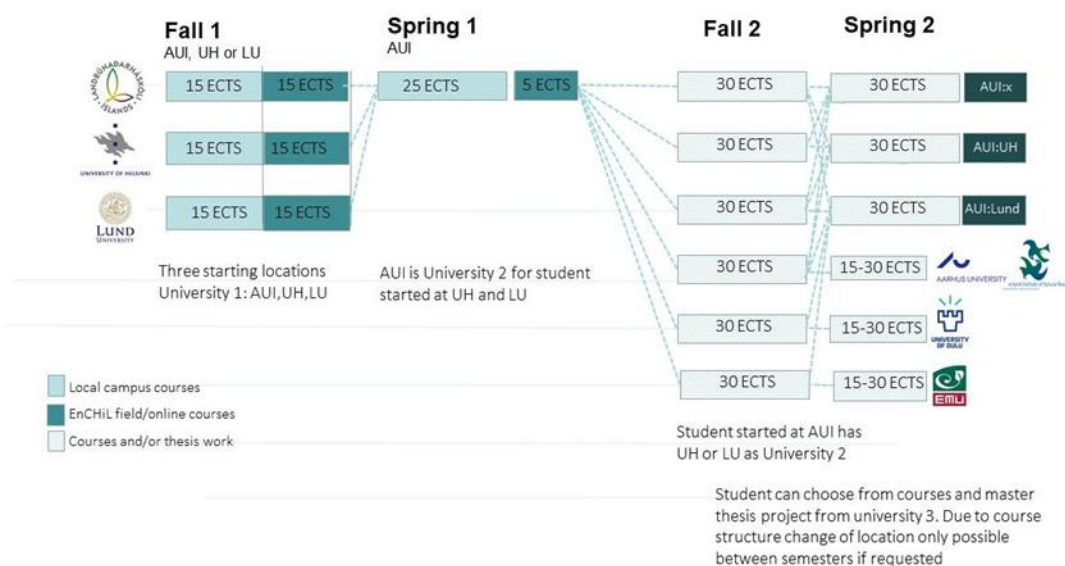 Fall 1
AUI, UH or LU
Spring 1
AUI
Fall 2
Spring 2
LANDBÚNAÐARHÁSKÓLI ÍSLANDS
15 ECTS 15 ECTS
25 ECTS 5 ECTS
30 ECTS
30 ECTS
AUI:x
UNIVERSITY OF HELSINKI
15 ECTS 15 ECTS
30 ECTS
30 ECTS
AUI:UH
LUND
UNIVERSITY
15 ECTS 15 ECTS
30 ECTS
30 ECTS
AUI:Lund
30 ECTS
15-30 ECTS
AARHUS UNIVERSITY
30 ECTS
15-30 ECTS
UNIVERSITY
OF OULU
30 ECTS
15-30 ECTS
EMU
Three starting locations
University 1: AUI,UH,LU
AUI is University 2 for student
started at UH and LU
Local campus courses
EnCHiL field/online courses
Courses and/or thesis work
Student started at AUI has
UH or LU as University 2
Student can choose from courses and master
thesis project from university 3. Due to course
structure change of location only possible
between semesters if requested